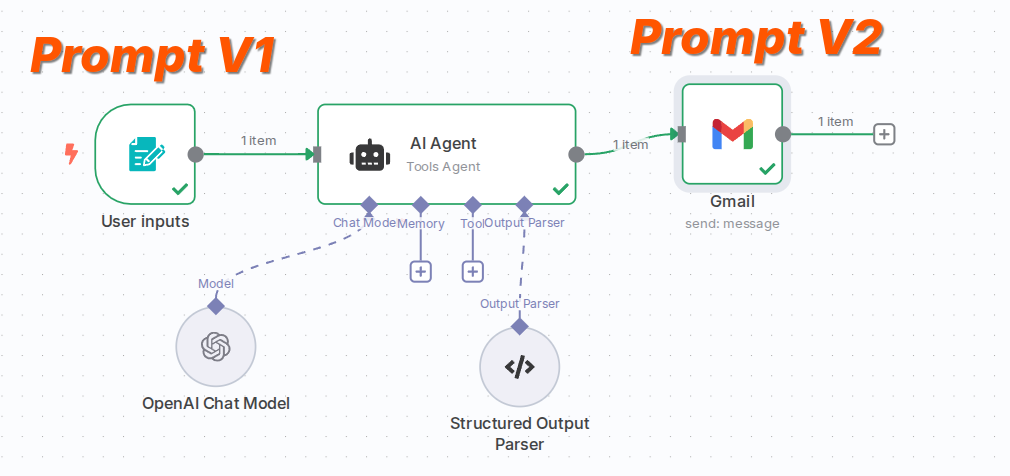 Prompt V1
Prompt V2
1 item
AI Agent
Tools Agent
1 item
1 item
User inputs
Chat Mode
Memory
Tool
Output Parser
Gmail
send: message
Model
Output Parser
OpenAI Chat Model
Structured Output
Parser